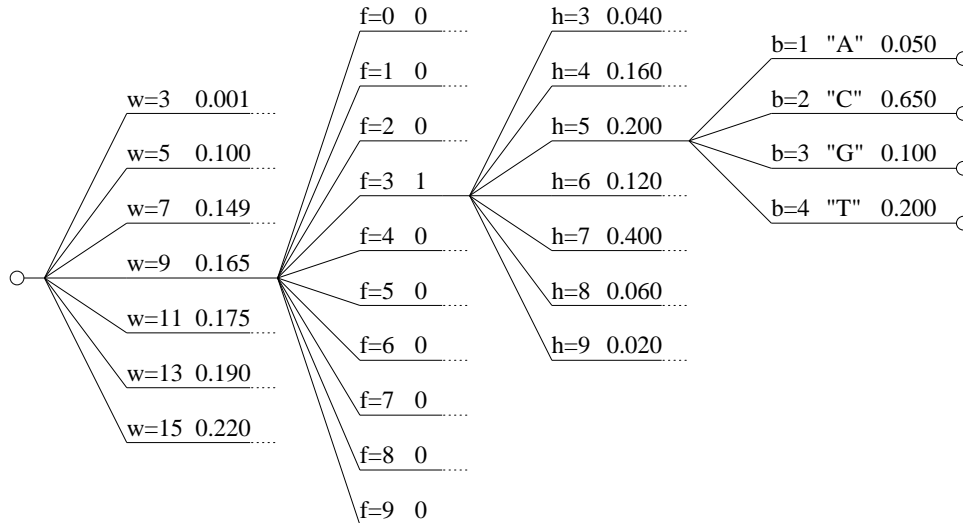 w=3 0.001
w=5 0.100
w=7 0.149
w=9 0.165
w=11 0.175
w=13 0.190
w=15 0.220
f=0 0
f=1 0
f=2 0
f=3 1
f=4 0
f=5 0
f=6 0
f=7 0
f=8 0
f=9 0
h=3 0.040
h=4 0.160
h=5 0.200
h=6 0.120
h=7 0.400
h=8 0.060
h=9 0.020
b=1 "A" 0.050
b=2 "C" 0.650
b=3 "G" 0.100
b=4 "T" 0.200